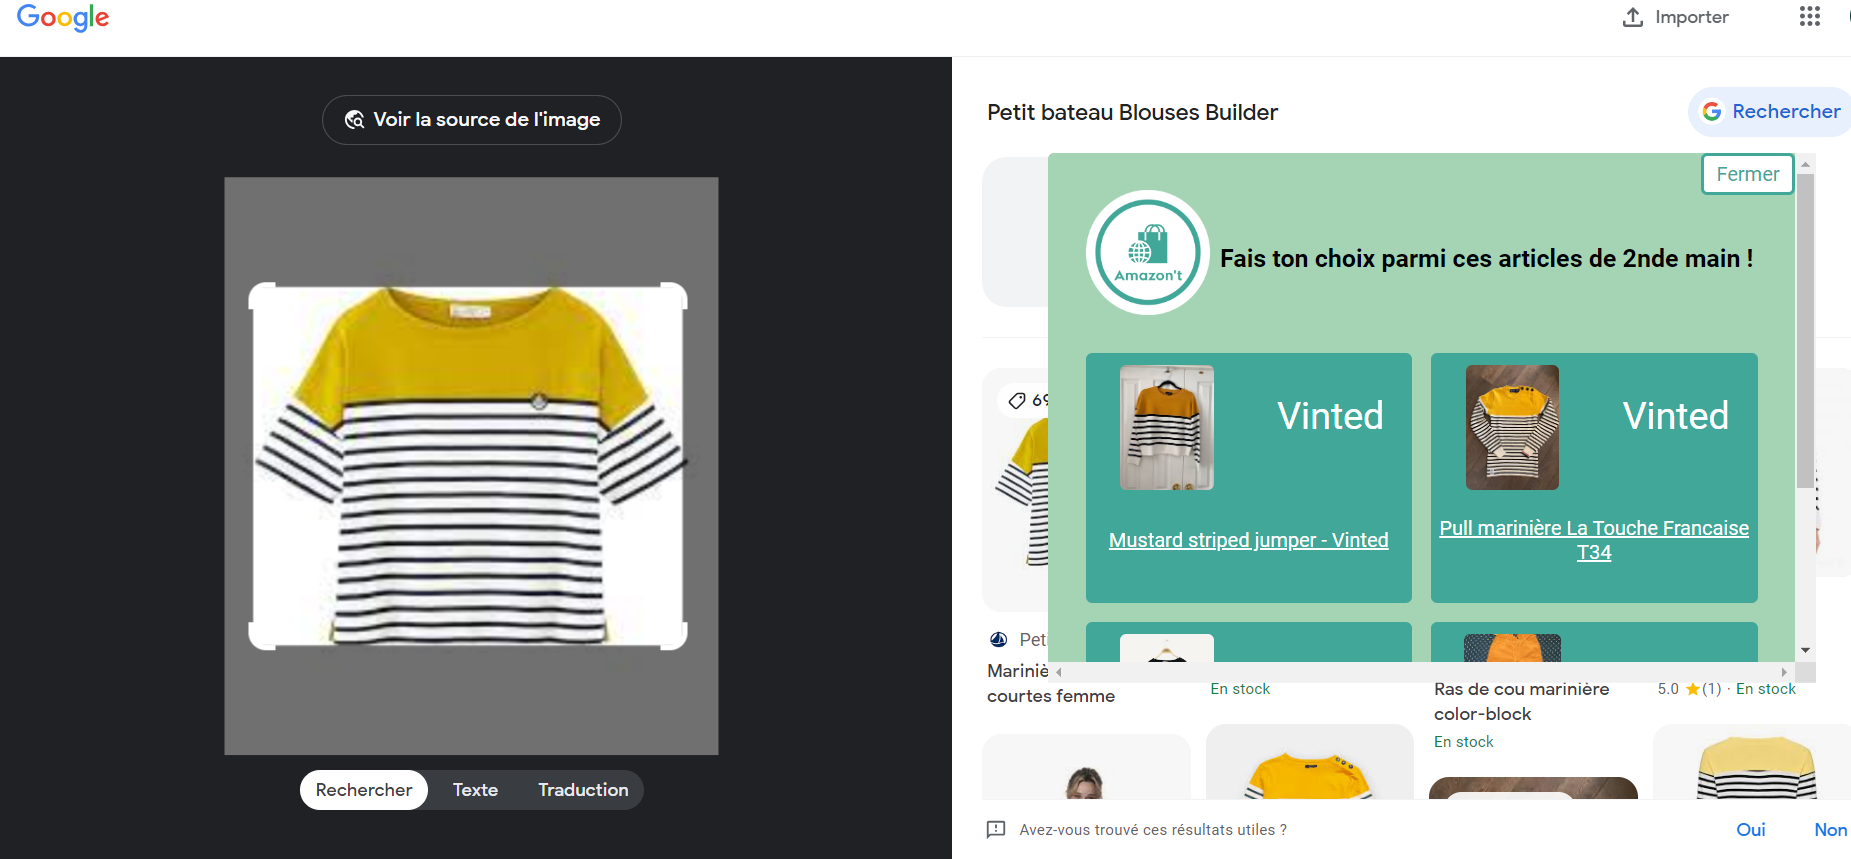 Google
Importer
Voir la source de l'image
Petit bateau Blouses Builder
Rechercher
Fermer
Amazon't
Fais ton choix parmi ces articles de 2nde main !
69
Vinted
Vinted
Mustard striped jumper - Vinted
Pull marinière La Touche Francaise
T34
Peti
Mariniè
courtes femme
En stock
Ras de cou marinière
color-block
En stock
5.0 (1) · En stock
Rechercher
Texte
Traduction
Avez-vous trouvé ces résultats utiles ?
Oui
Non